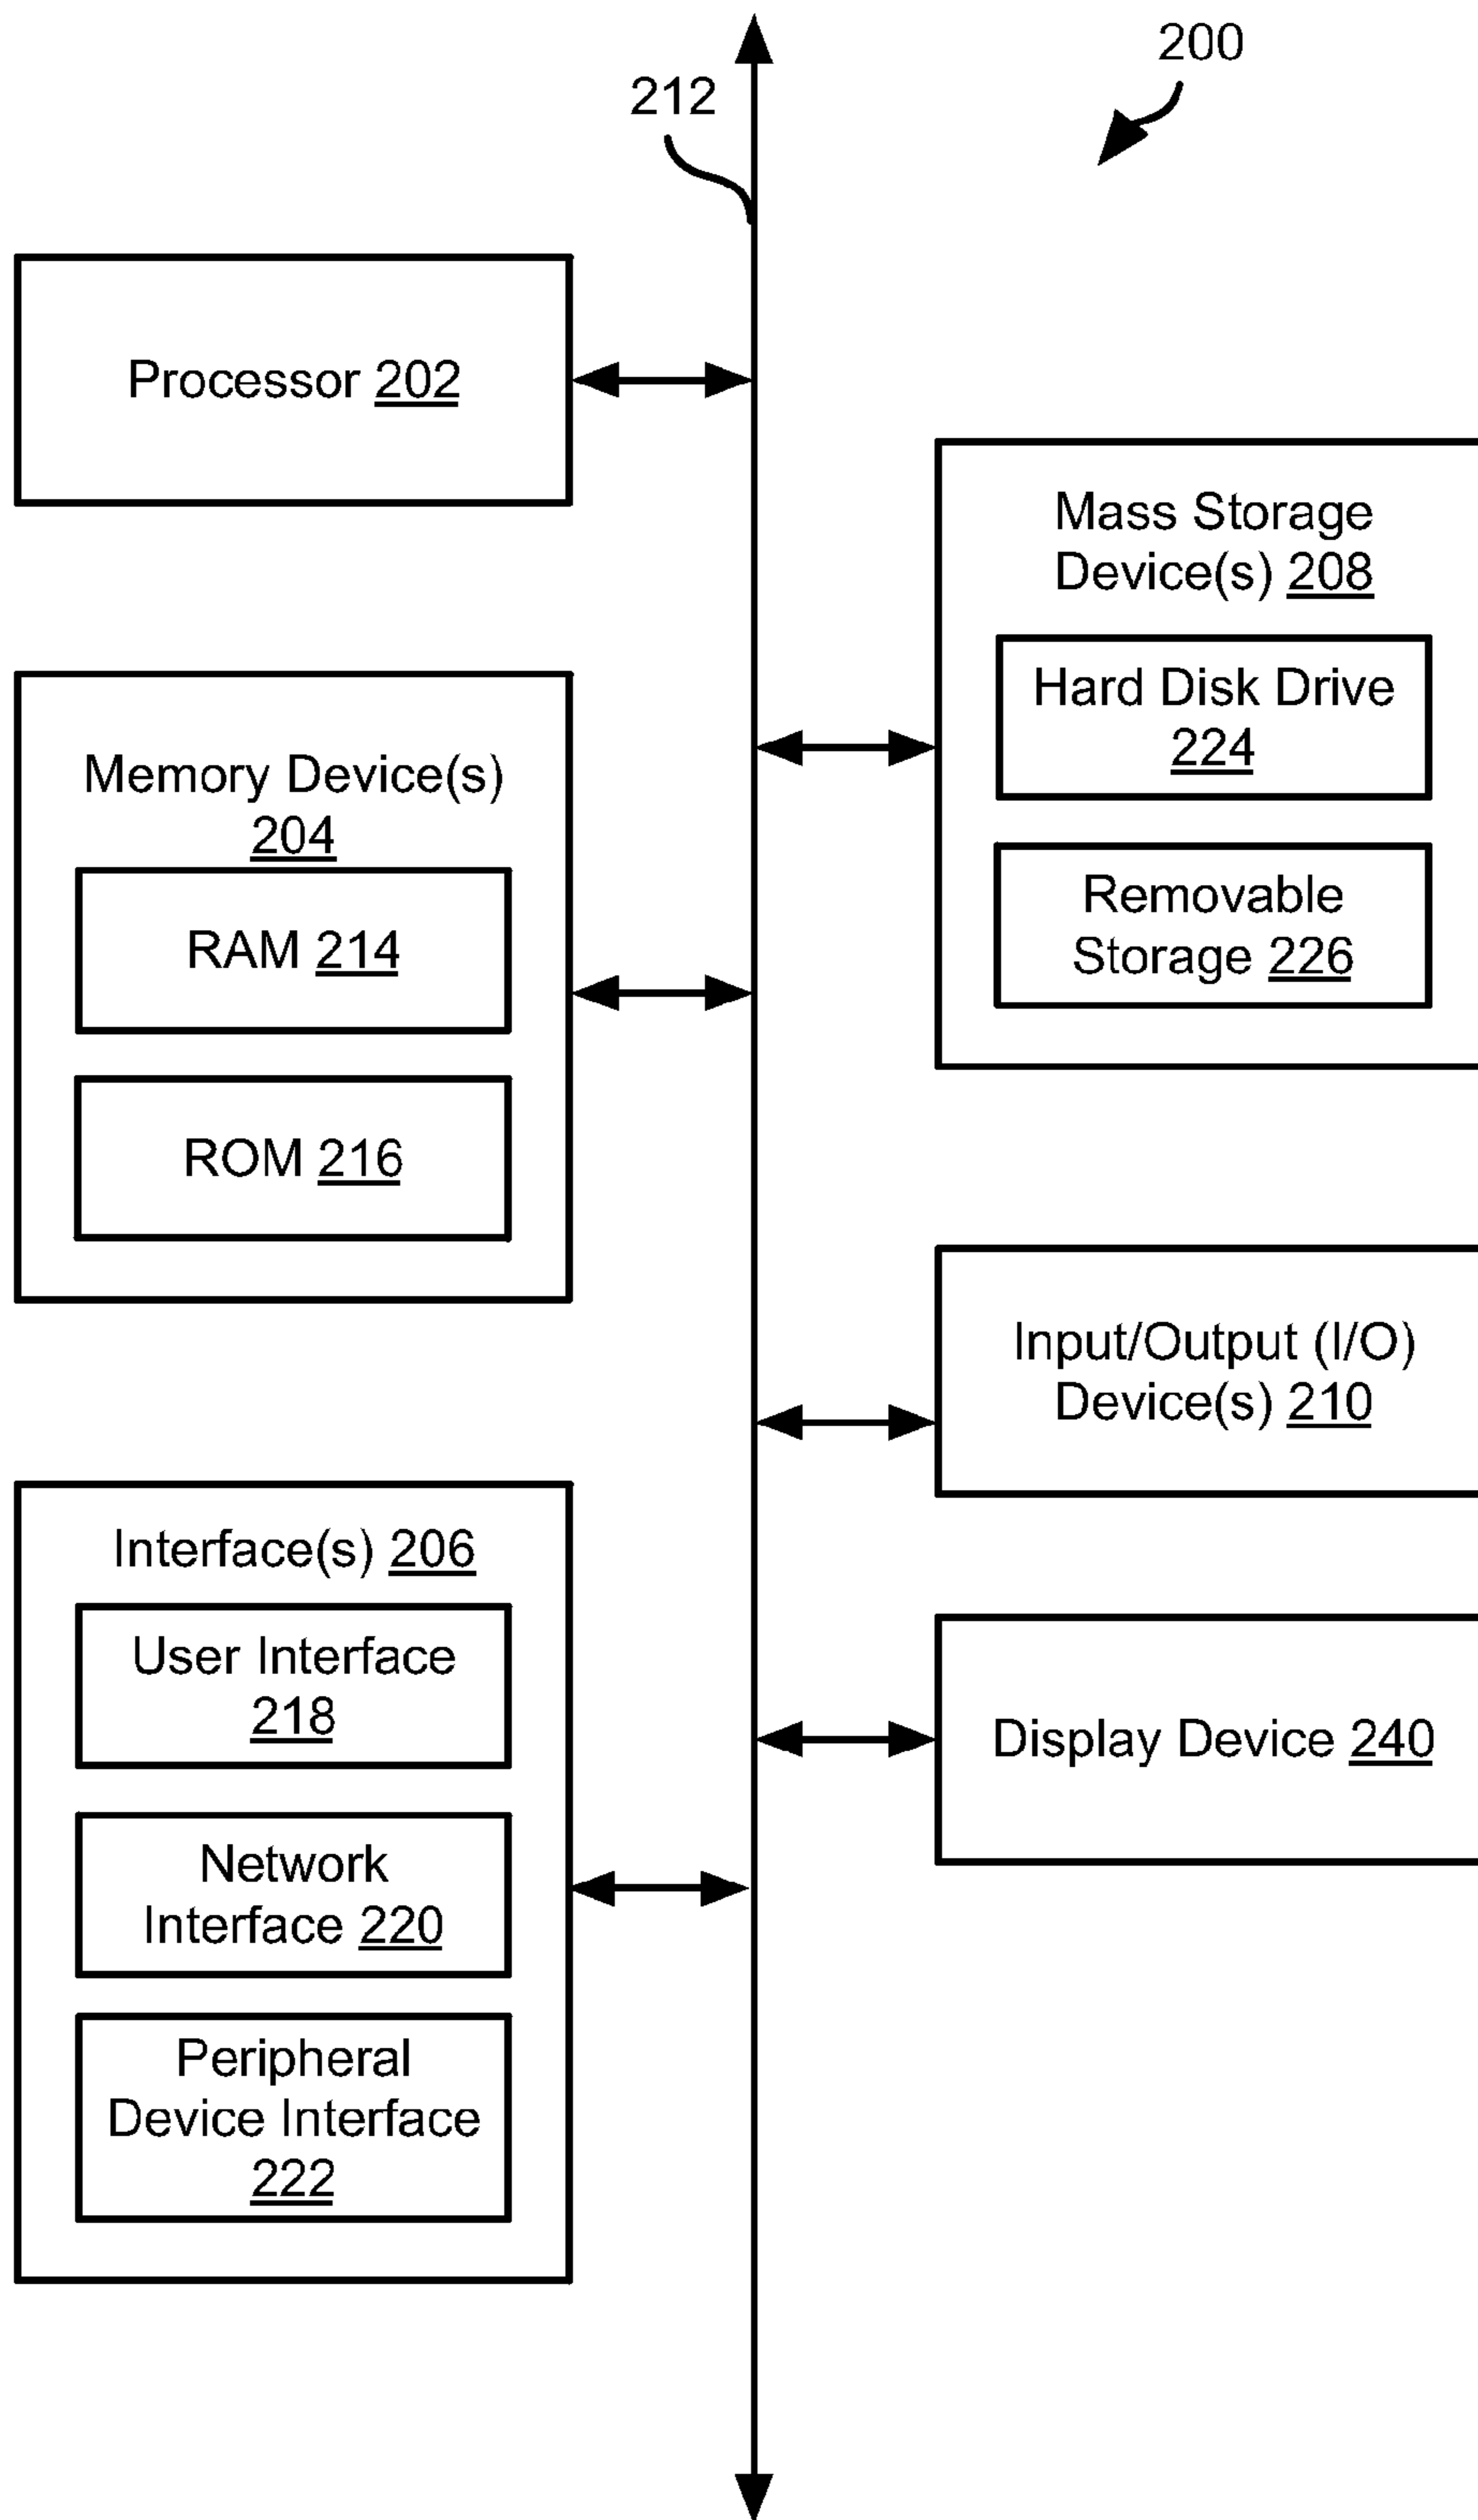 200
212
Processor 202
Mass Storage
Device(s) 208
Hard Disk Drive
224
Removable
Storage 226
Memory Device(s)
204
RAM 214
ROM 216
Input/Output (I/O)
Device(s) 210
Interface(s) 206
User Interface
218
Network
Interface 220
Peripheral
Device Interface
222
Display Device 240